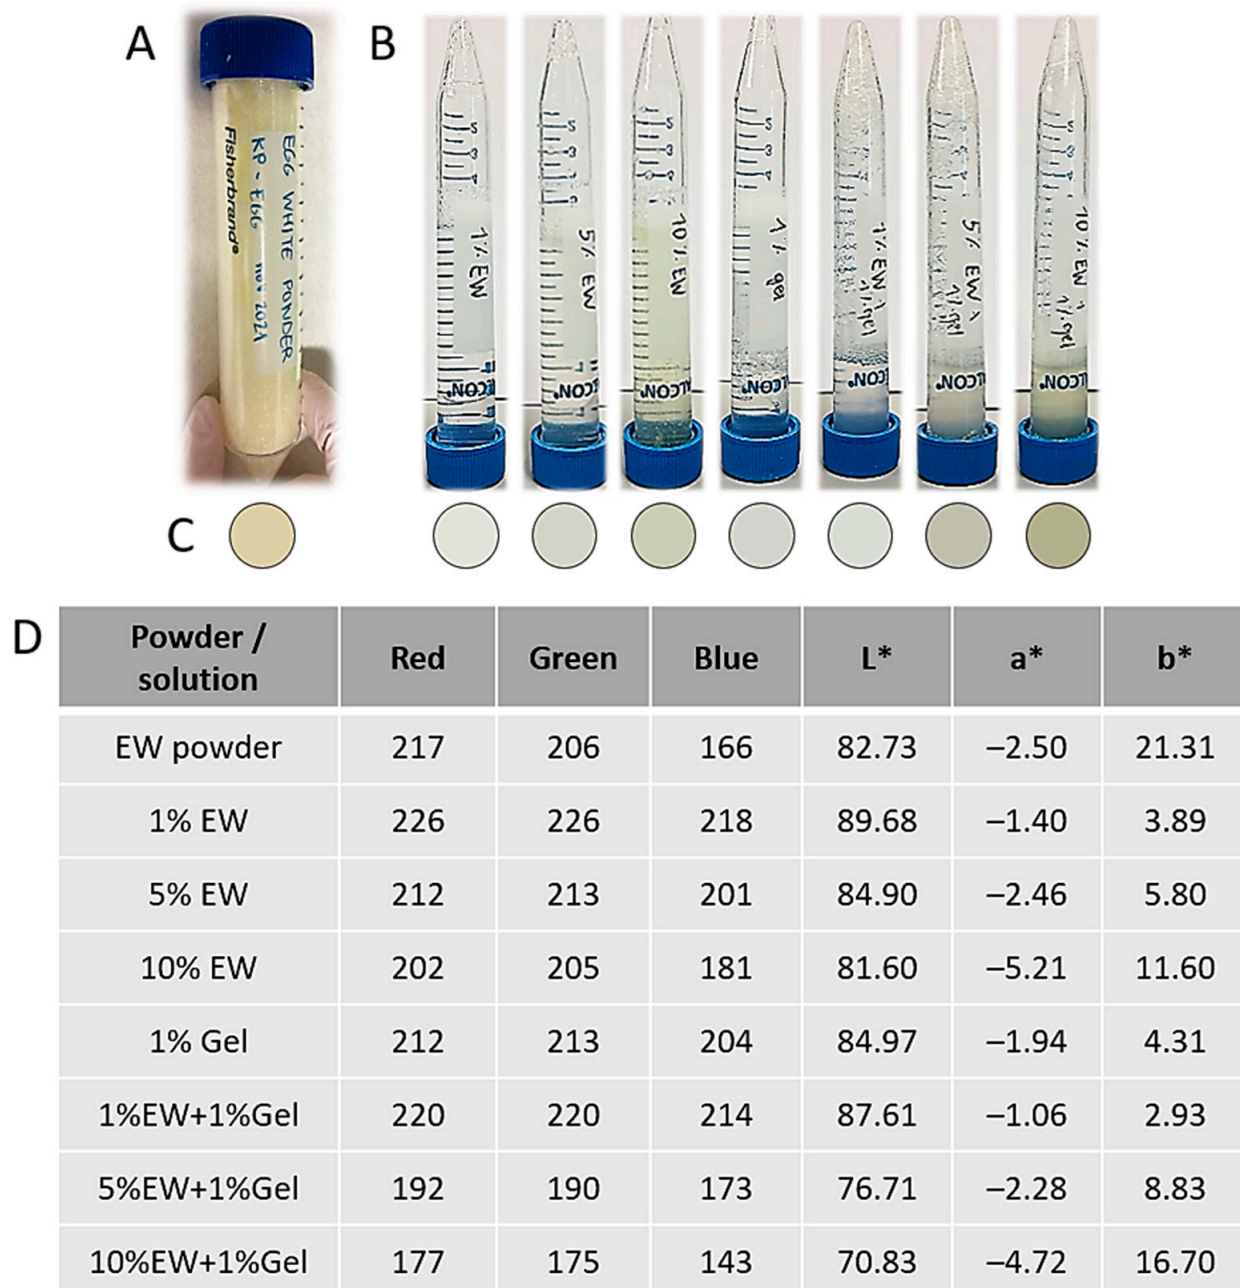 A
B
EGG WHITE POWDER
KP - EGG NOV 2021
Fisherbrand®
1% EW
5% EW
10% EW
1% gel
1% EW +
1% gel
5% EW +
1% gel
10% EW +
1% gel
ALCON®
C
D
Powder / solution Red Green Blue L* a* b*
EW powder 217 206 166 82.73 –2.50 21.31
1% EW 226 226 218 89.68 –1.40 3.89
5% EW 212 213 201 84.90 –2.46 5.80
10% EW 202 205 181 81.60 –5.21 11.60
1% Gel 212 213 204 84.97 –1.94 4.31
1%EW+1%Gel 220 220 214 87.61 –1.06 2.93
5%EW+1%Gel 192 190 173 76.71 –2.28 8.83
10%EW+1%Gel 177 175 143 70.83 –4.72 16.70